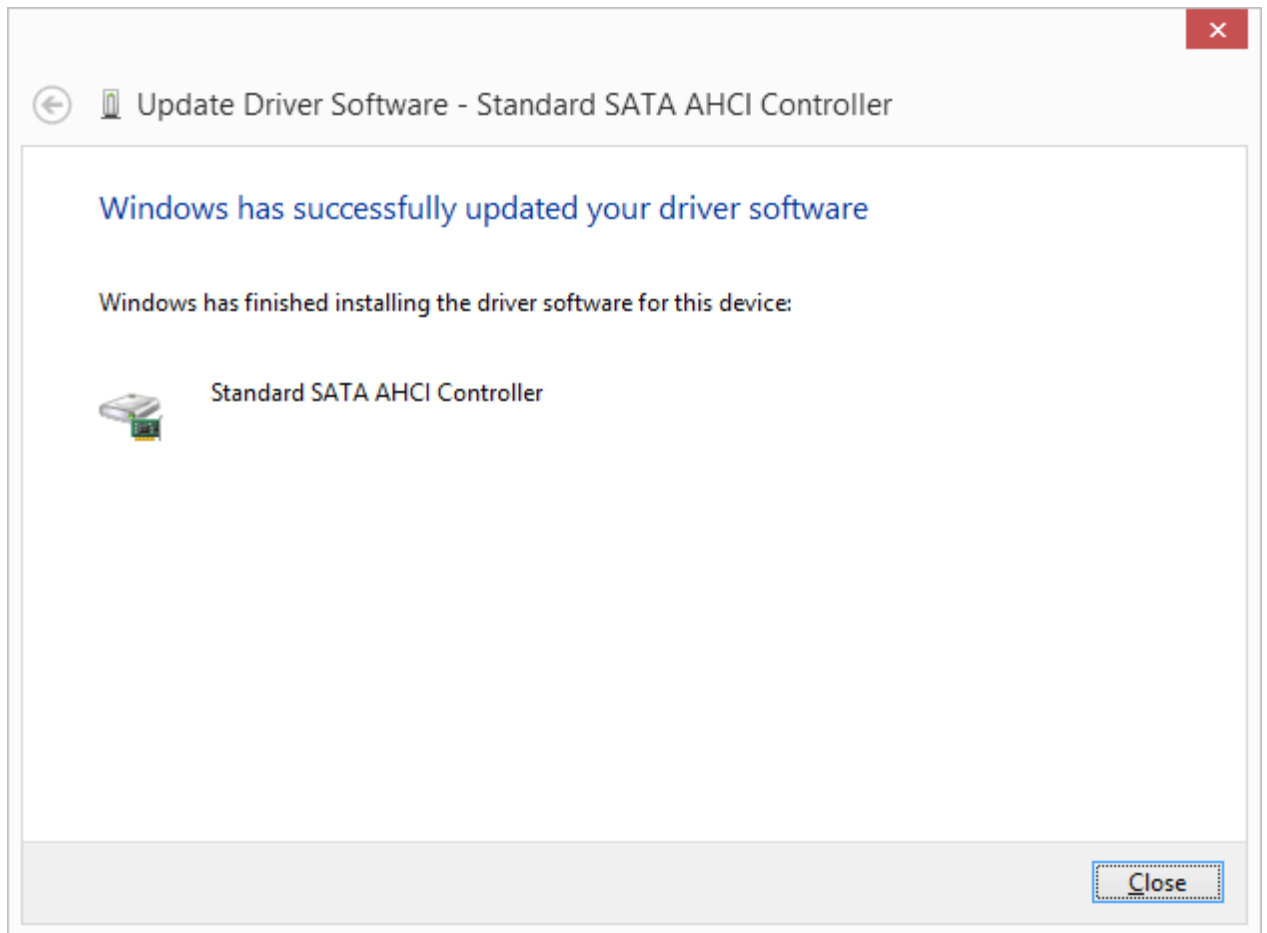 Update Driver Software - Standard SATA AHCI Controller
Windows has successfully updated your driver software
Windows has finished installing the driver software for this device:
Standard SATA AHCI Controller
Close